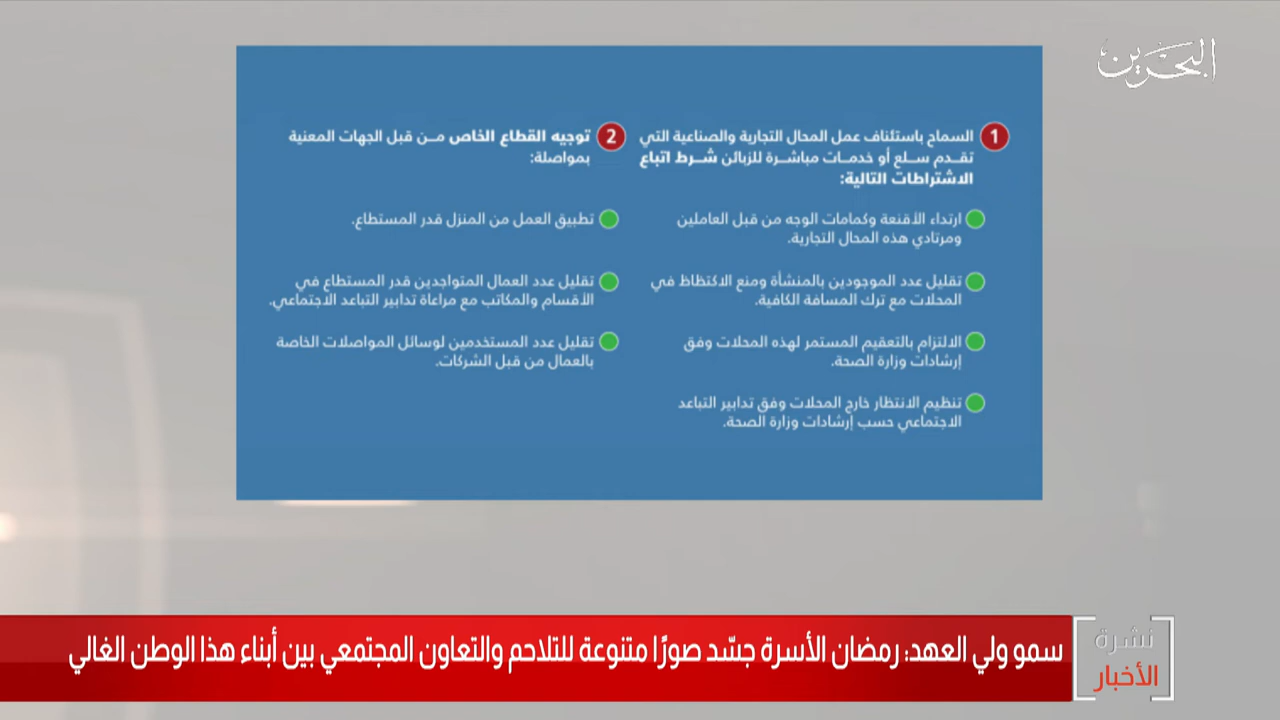 البحرين
1
السماح باستئناف عمل المحال التجارية والصناعية التي
تقدم سلع أو خدمات مباشرة للزبائن شرط اتباع
الاشتراطات التالية:
ارتداء الأقنعة وكمامات الوجه من قبل العاملين
ومرتادي هذه المحال التجارية.
تقليل عدد الموجودين بالمنشأة ومنع الاكتظاظ في
المحلات مع ترك المسافة الكافية.
الالتزام بالتعقيم المستمر لهذه المحلات وفق
إرشادات وزارة الصحة.
تنظيم الانتظار خارج المحلات وفق تدابير التباعد
الاجتماعي حسب إرشادات وزارة الصحة.
2
توجيه القطاع الخاص من قبل الجهات المعنية
بمواصلة:
تطبيق العمل من المنزل قدر المستطاع.
تقليل عدد العمال المتواجدين قدر المستطاع في
الأقسام والمكاتب مع مراعاة تدابير التباعد الاجتماعي.
تقليل عدد المستخدمين لوسائل المواصلات الخاصة
بالعمال من قبل الشركات.
نشرة
الأخبار
سمو ولي العهد: رمضان الأسرة جسّد صورًا متنوعة للتلاحم والتعاون المجتمعي بين أبناء هذا الوطن الغالي